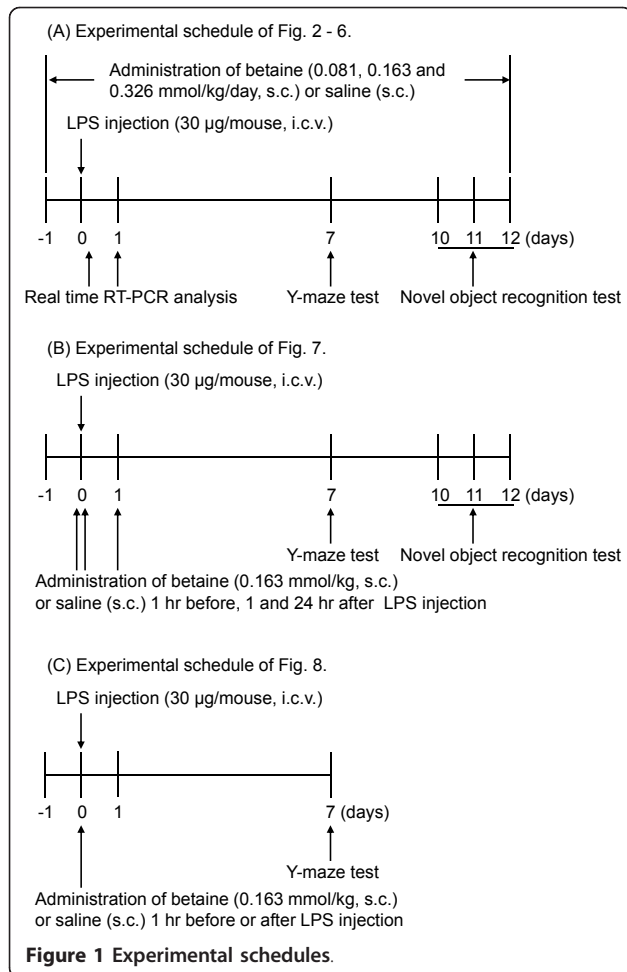 (A) Experimental schedule of Fig. 2 - 6.
Administration of betaine (0.081, 0.163 and
0.326 mmol/kg/day, s.c.) or saline (s.c.)
LPS injection (30 µg/mouse, i.c.v.)
-1 0 1 7 10 11 12 (days)
Real time RT-PCR analysis Y-maze test Novel object recognition test
(B) Experimental schedule of Fig. 7.
LPS injection (30 µg/mouse, i.c.v.)
-1 0 1 7 10 11 12 (days)
Y-maze test Novel object recognition test
Administration of betaine (0.163 mmol/kg, s.c.)
or saline (s.c.) 1 hr before, 1 and 24 hr after LPS injection
(C) Experimental schedule of Fig. 8.
LPS injection (30 µg/mouse, i.c.v.)
-1 0 1 7 (days)
Y-maze test
Administration of betaine (0.163 mmol/kg, s.c.)
or saline (s.c.) 1 hr before or after LPS injection
Figure 1 Experimental schedules.